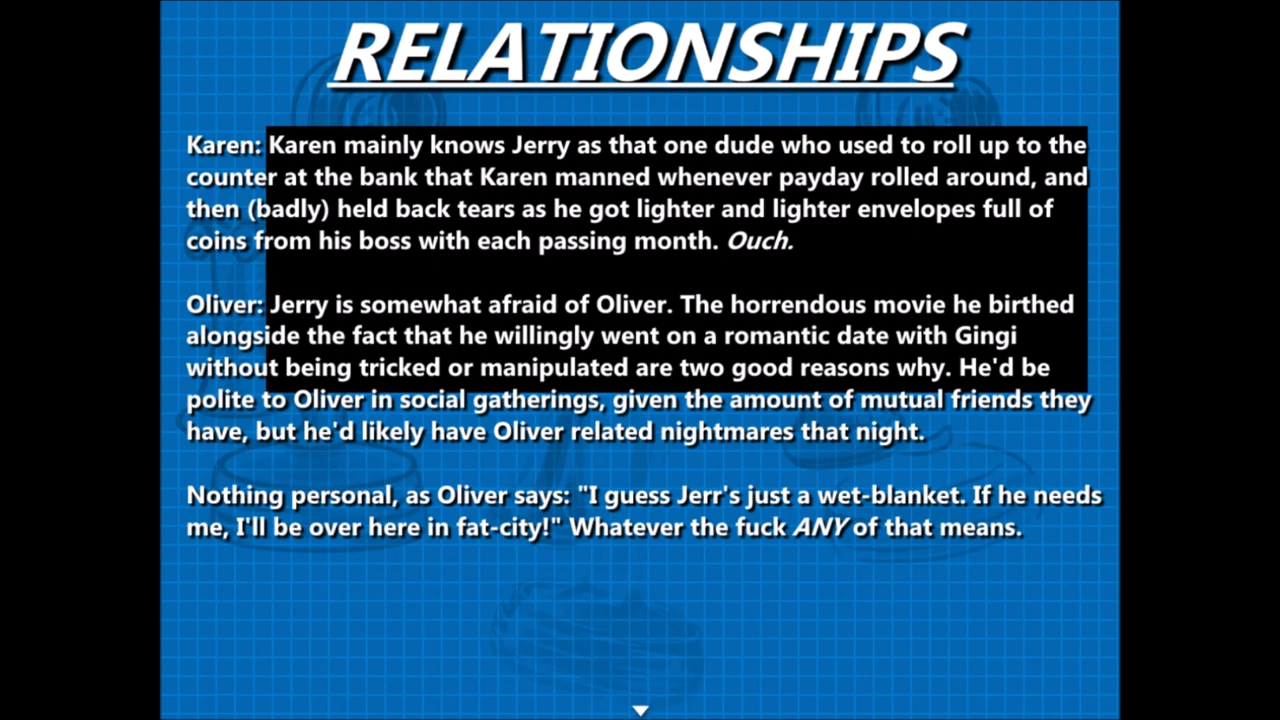 RELATIONSHIPS
Karen: Karen mainly knows Jerry as that one dude who used to roll up to the
counter at the bank that Karen manned whenever payday rolled around, and
then (badly) held back tears as he got lighter and lighter envelopes full of
coins from his boss with each passing month. Ouch.
Oliver: Jerry is somewhat afraid of Oliver. The horrendous movie he birthed
alongside the fact that he willingly went on a romantic date with Gingi
without being tricked or manipulated are two good reasons why. He'd be
polite to Oliver in social gatherings, given the amount of mutual friends they
have, but he'd likely have Oliver related nightmares that night.
Nothing personal, as Oliver says: "I guess Jerr's just a wet-blanket. If he needs
me, I'll be over here in fat-city!" Whatever the fuck ANY of that means.